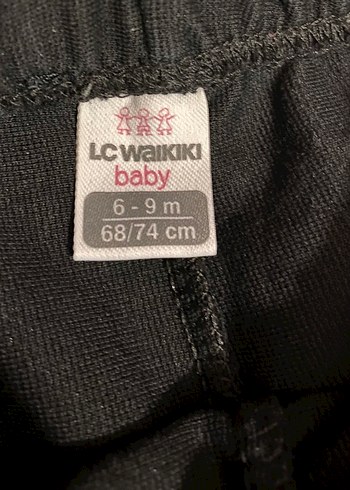 LC WAIKIKI
baby
6 - 9 m
68/74 cm